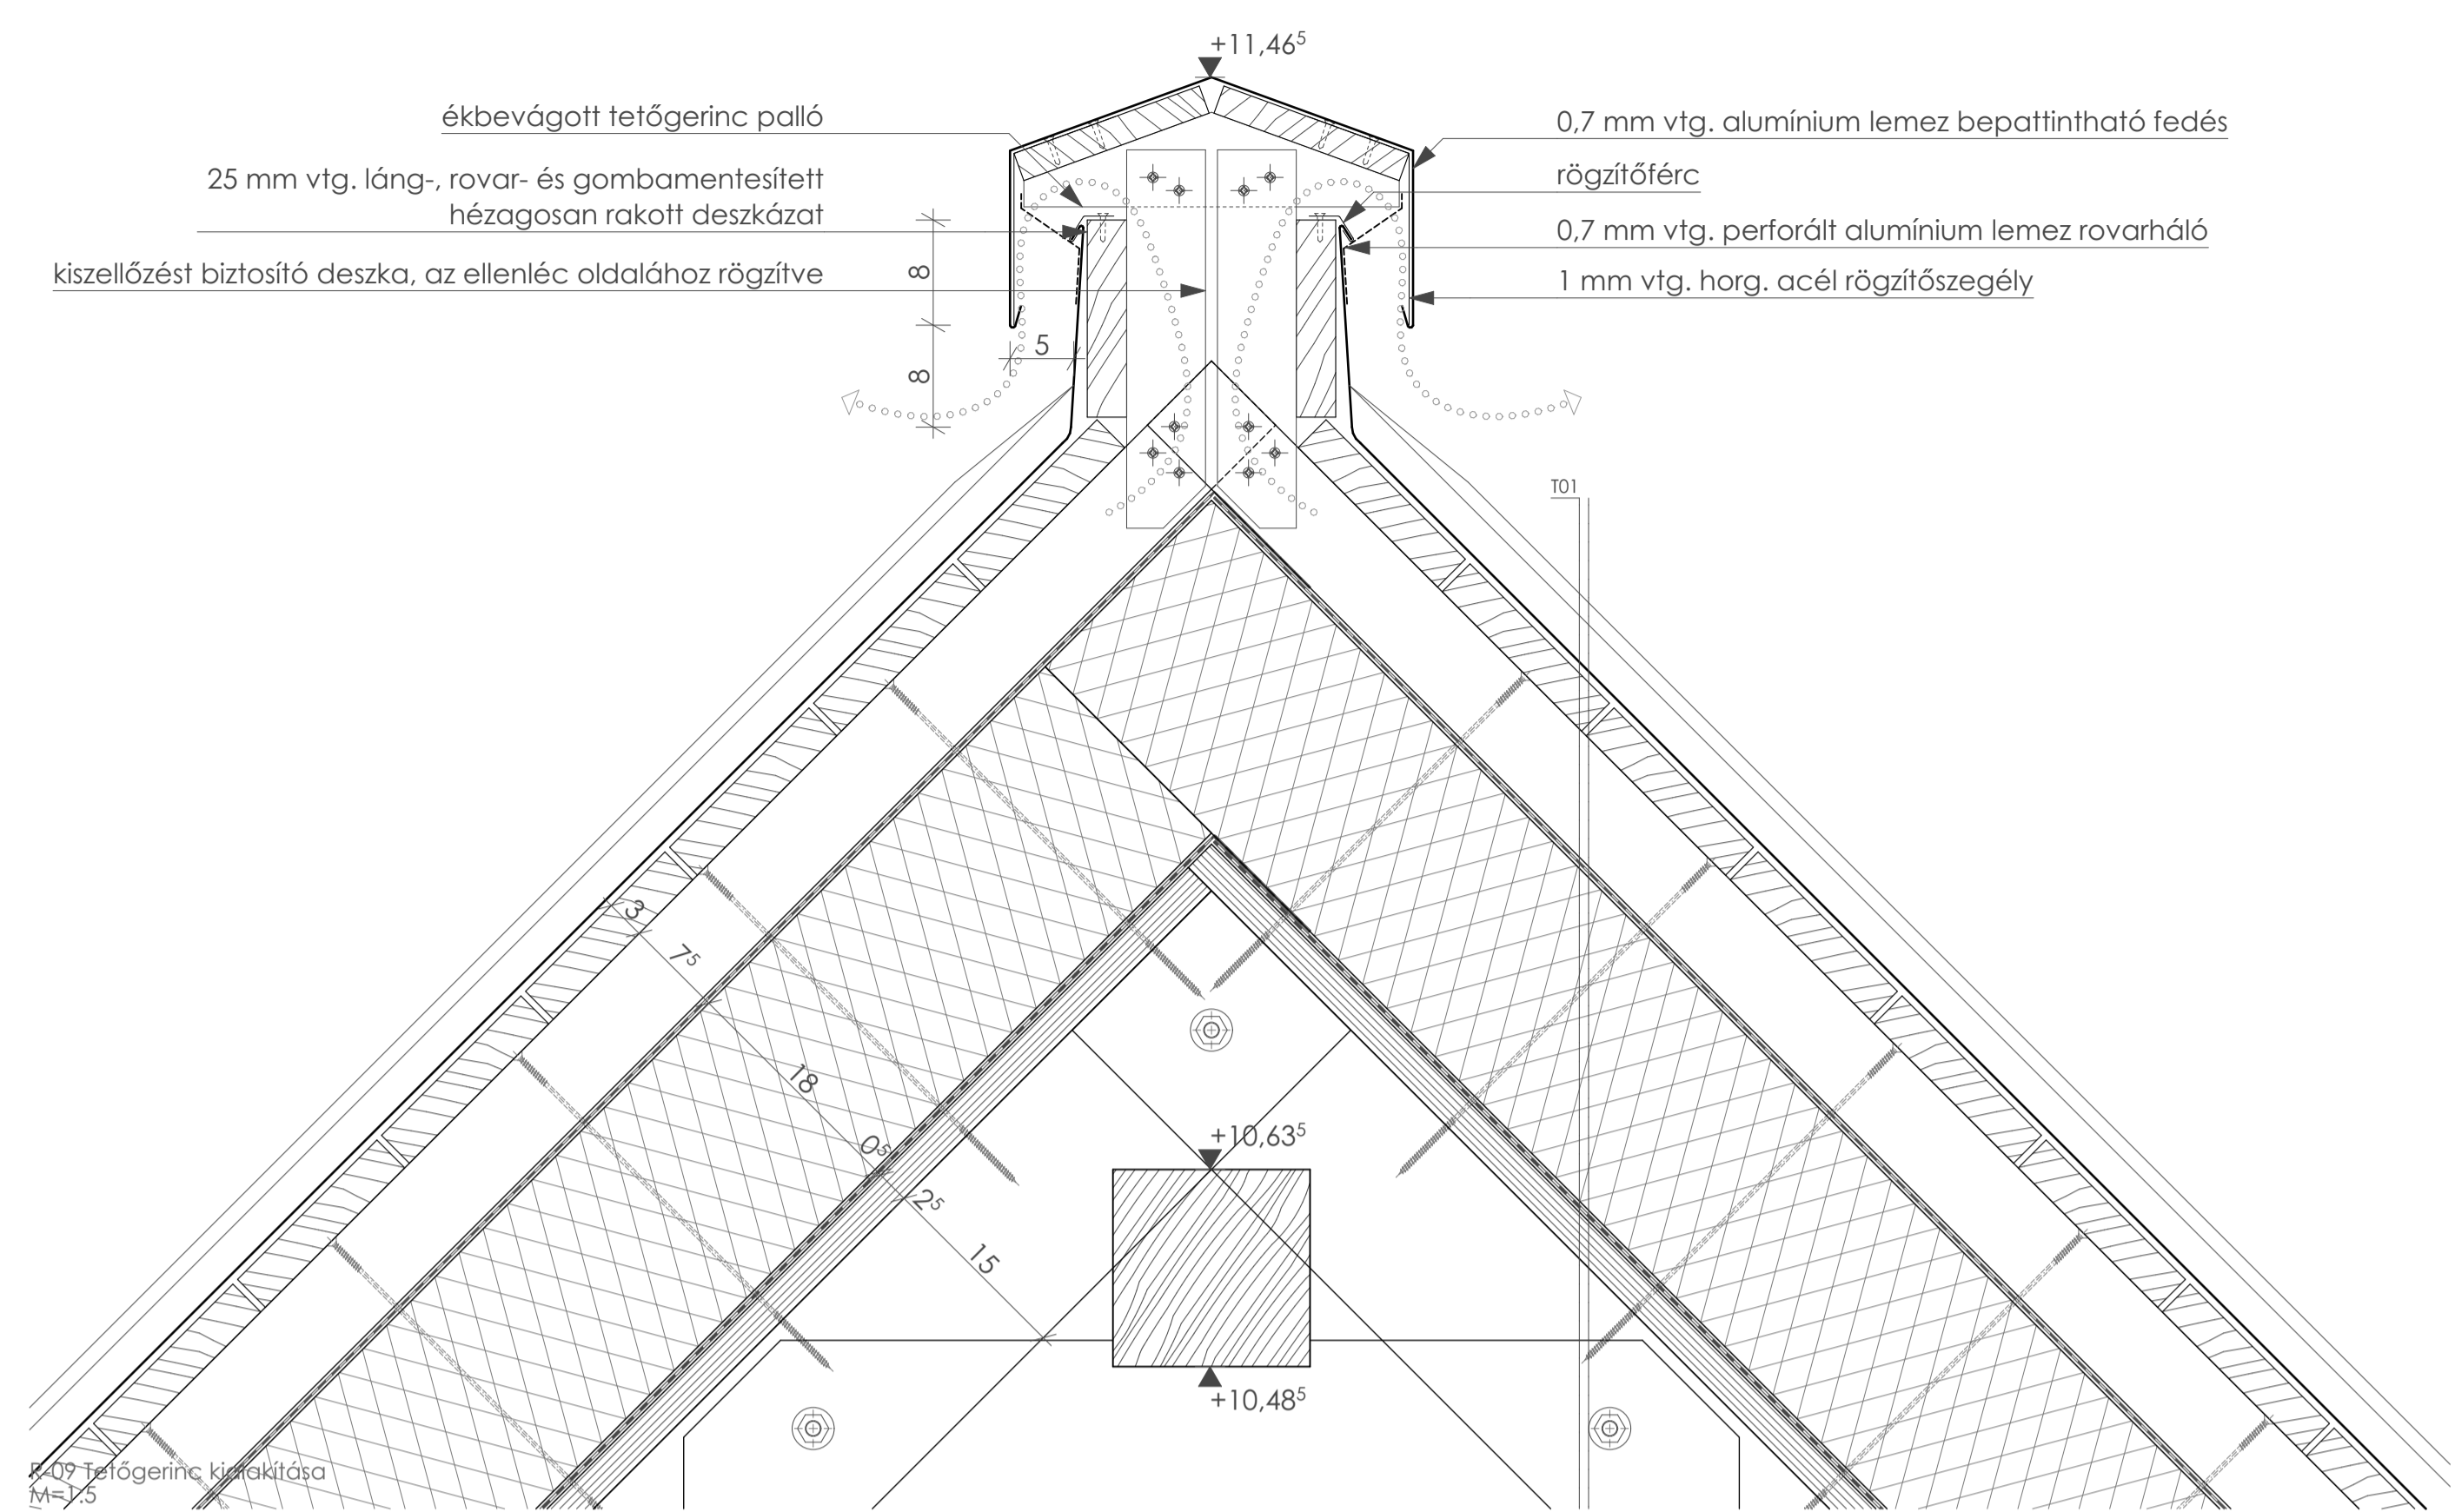 +11,46⁵
ékbevágott tetőgerinc palló
25 mm vtg. láng-, rovar- és gombamentesített
hézagosan rakott deszkázat
kiszellőzést biztosító deszka, az ellenléc oldalához rögzítve
0,7 mm vtg. alumínium lemez bepattintható fedés
rögzítőférc
0,7 mm vtg. perforált alumínium lemez rovarháló
1 mm vtg. horg. acél rögzítőszegély
8
5
8
T01
3
7⁵
18
0⁵
2⁵
15
+10,63⁵
+10,48⁵
R-09 Tetőgerinc kialakítása
M=1:5